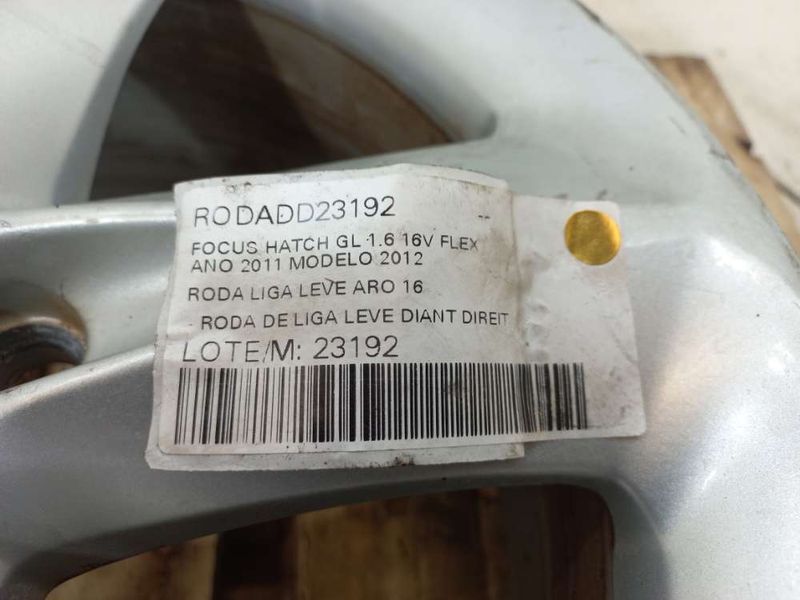 RODADD23192 --
FOCUS HATCH GL 1.6 16V FLEX
ANO 2011 MODELO 2012
RODA LIGA LEVE ARO 16
- RODA DE LIGA LEVE DIANT DIREIT
LOTE/M: 23192